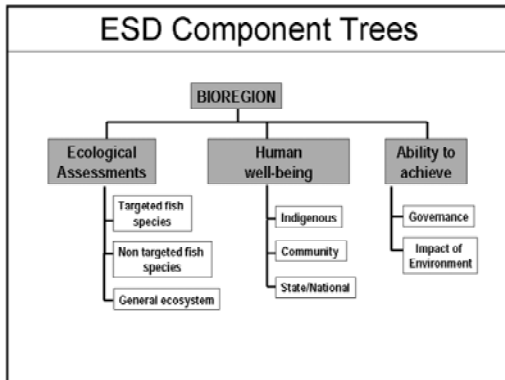 ESD Component Trees
BIOREGION
Ecological
Assessments
Targeted fish
species
Non targeted fish
species
General ecosystem
Human
well-being
Indigenous
Community
State/National
Ability to
achieve
Governance
Impact of
Environment